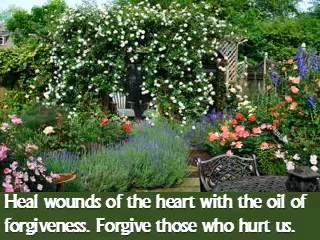 Heal wounds of the heart with the oil of
forgiveness. Forgive those who hurt us.